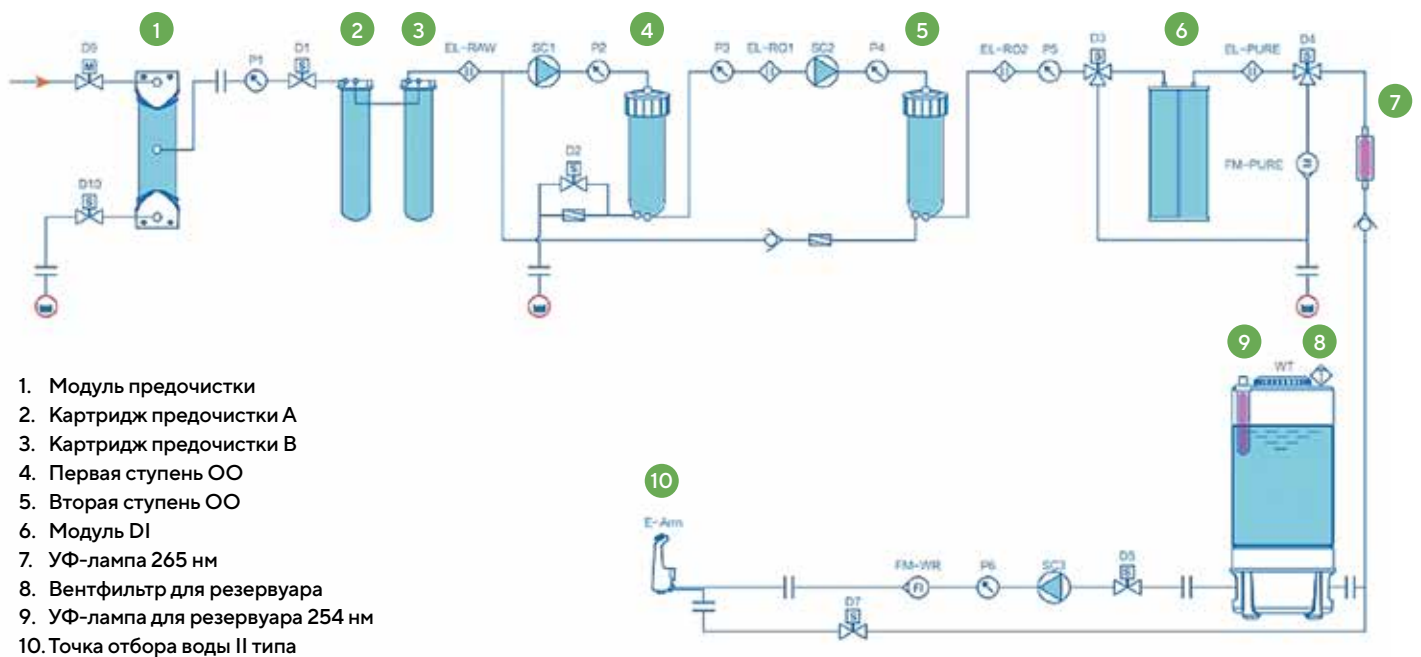 1
2
3
4
5
6
D9
P1
D1
EL-RAW
SC1
P2
P3
EL-RO1
SC2
P4
EL-RO2
P5
D3
EL-PURE
D4
7
M
S
S
S
D2
S
D10
S
FM-PURE
9
8
WT
T
1. Модуль предочистки
2. Картридж предочистки А
3. Картридж предочистки В
4. Первая ступень ОО
5. Вторая ступень ОО
6. Модуль DI
7. УФ-лампа 265 нм
8. Вентфильтр для резервуара
9. УФ-лампа для резервуара 254 нм
10. Точка отбора воды II типа
10
E-Arm
FM-WR
P6
SC3
D5
FI
S
D7
S